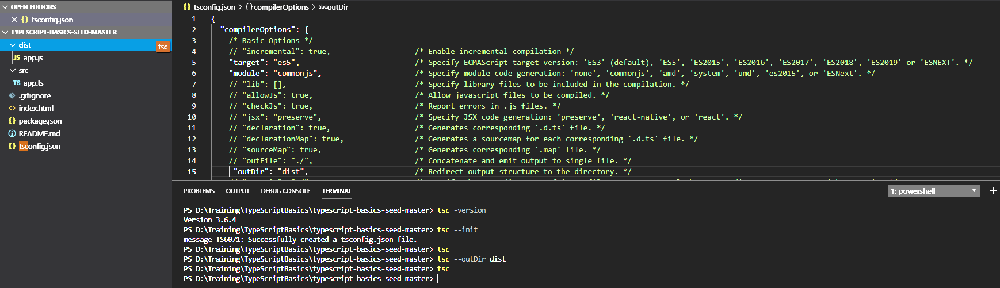 OPEN EDITORS
tsconfig.json
TYPESCRIPT-BASICS-SEED-MASTER
dist
tsc
JS app.js
src
TS app.ts
.gitignore
index.html
package.json
README.md
tsconfig.json
{} tsconfig.json > {} compilerOptions > abc outDir
1 {
2 "compilerOptions": {
3 /* Basic Options */
4 // "incremental": true, /* Enable incremental compilation */
5 "target": "es5", /* Specify ECMAScript target version: 'ES3' (default), 'ES5', 'ES2015', 'ES2016', 'ES2017', 'ES2018', 'ES2019' or 'ESNEXT'. */
6 "module": "commonjs", /* Specify module code generation: 'none', 'commonjs', 'amd', 'system', 'umd', 'es2015', or 'ESNext'. */
7 // "lib": [], /* Specify library files to be included in the compilation. */
8 // "allowJs": true, /* Allow javascript files to be compiled. */
9 // "checkJs": true, /* Report errors in .js files. */
10 // "jsx": "preserve", /* Specify JSX code generation: 'preserve', 'react-native', or 'react'. */
11 // "declaration": true, /* Generates corresponding '.d.ts' file. */
12 // "declarationMap": true, /* Generates a sourcemap for each corresponding '.d.ts' file. */
13 // "sourceMap": true, /* Generates corresponding '.map' file. */
14 // "outFile": "./", /* Concatenate and emit output to single file. */
15 "outDir": "dist", /* Redirect output structure to the directory. */
PROBLEMS OUTPUT DEBUG CONSOLE TERMINAL 1: powershell
PS D:\Training\TypeScriptBasics\typescript-basics-seed-master> tsc -version
Version 3.6.4
PS D:\Training\TypeScriptBasics\typescript-basics-seed-master> tsc --init
message TS6071: Successfully created a tsconfig.json file.
PS D:\Training\TypeScriptBasics\typescript-basics-seed-master> tsc
PS D:\Training\TypeScriptBasics\typescript-basics-seed-master> tsc --outDir dist
PS D:\Training\TypeScriptBasics\typescript-basics-seed-master> tsc
PS D:\Training\TypeScriptBasics\typescript-basics-seed-master>